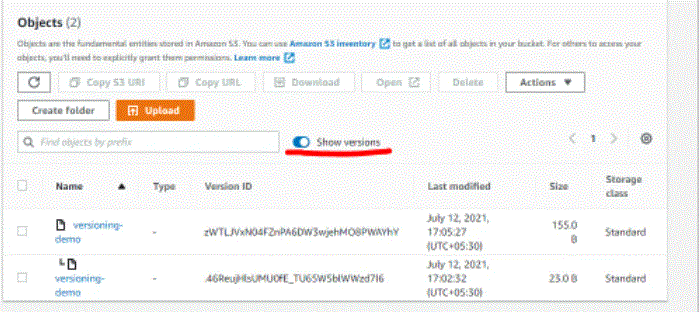 Objects (2)
Objects are the fundamental entities stored in Amazon S3. You can use Amazon S3 inventory to get a list of all objects in your bucket. For others to access your
objects, you'll need to explicitly grant them permissions. Learn more
Copy S3 URI Copy URL Download Open Delete Actions
Create folder Upload
Find objects by prefix Show versions 1
Name Type Version ID Last modified Size Storage class
versioning-demo - July 12, 2021, 17:05:27 (UTC+05:30) 155.0 B Standard
versioning-demo - July 12, 2021, 17:02:32 (UTC+05:30) 23.0 B Standard